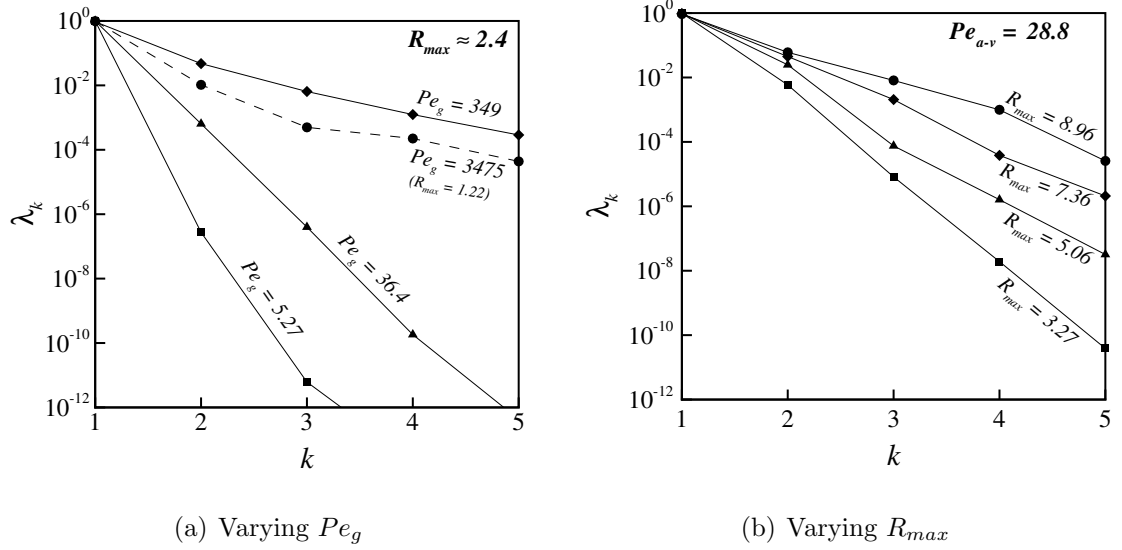 R_max ≈ 2.4
10^0
10^-2
10^-4
10^-6
10^-8
10^-10
10^-12
λ_k
Pe_g = 349
Pe_g = 3475
(R_max = 1.22)
Pe_g = 36.4
Pe_g = 5.27
1 2 3 4 5
k
(a) Varying Pe_g
Pe_a-v = 28.8
10^0
10^-2
10^-4
10^-6
10^-8
10^-10
10^-12
λ_k
R_max = 8.96
R_max = 7.36
R_max = 5.06
R_max = 3.27
1 2 3 4 5
k
(b) Varying R_max